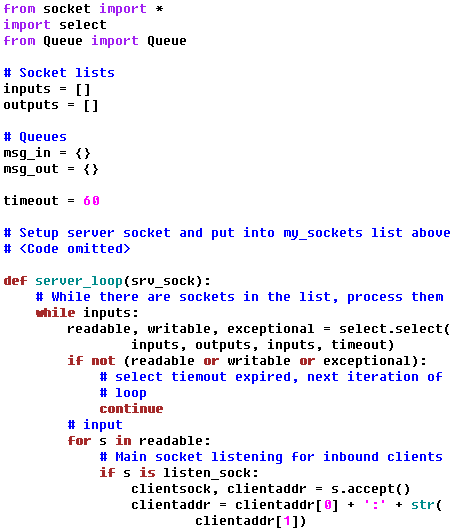 from socket import *
import select
from Queue import Queue

# Socket lists
inputs = []
outputs = []

# Queues
msg_in = {}
msg_out = {}

timeout = 60

# Setup server socket and put into my_sockets list above
# <Code omitted>

def server_loop(srv_sock):
    # While there are sockets in the list, process them
    while inputs:
        readable, writable, exceptional = select.select(
                inputs, outputs, inputs, timeout)
        if not (readable or writable or exceptional):
            # select tiemout expired, next iteration of
            # loop
            continue
        # input
        for s in readable:
            # Main socket listening for inbound clients
            if s is listen_sock:
                clientsock, clientaddr = s.accept()
                clientaddr = clientaddr[0] + ':' + str(
                        clientaddr[1])